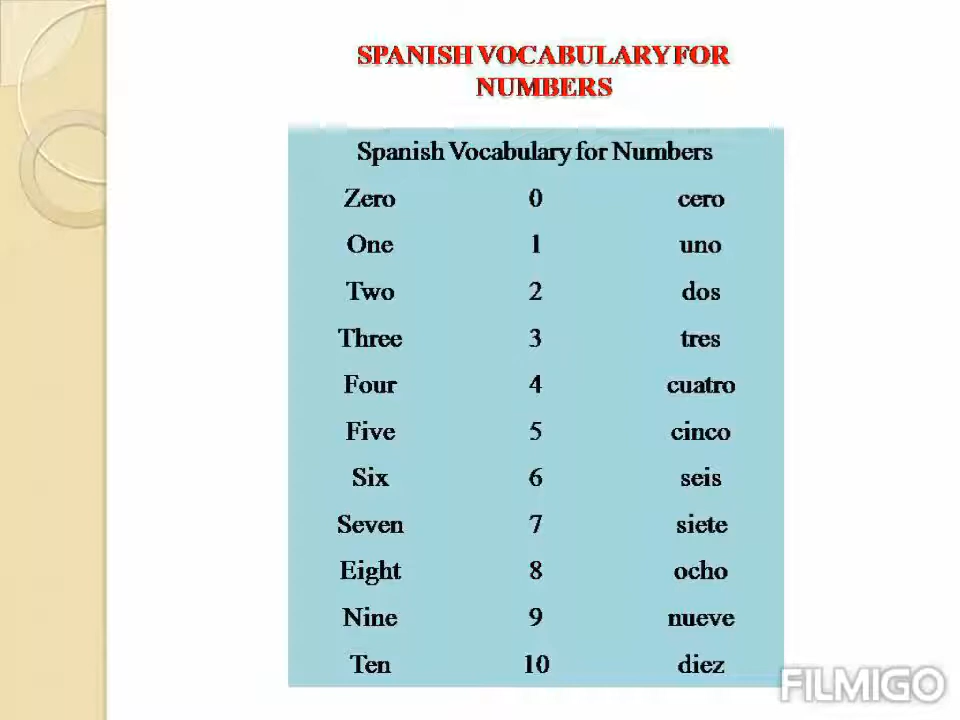 SPANISH VOCABULARY FOR
NUMBERS
Spanish Vocabulary for Numbers
Zero 0 cero
One 1 uno
Two 2 dos
Three 3 tres
Four 4 cuatro
Five 5 cinco
Six 6 seis
Seven 7 siete
Eight 8 ocho
Nine 9 nueve
Ten 10 diez
FILMIGO